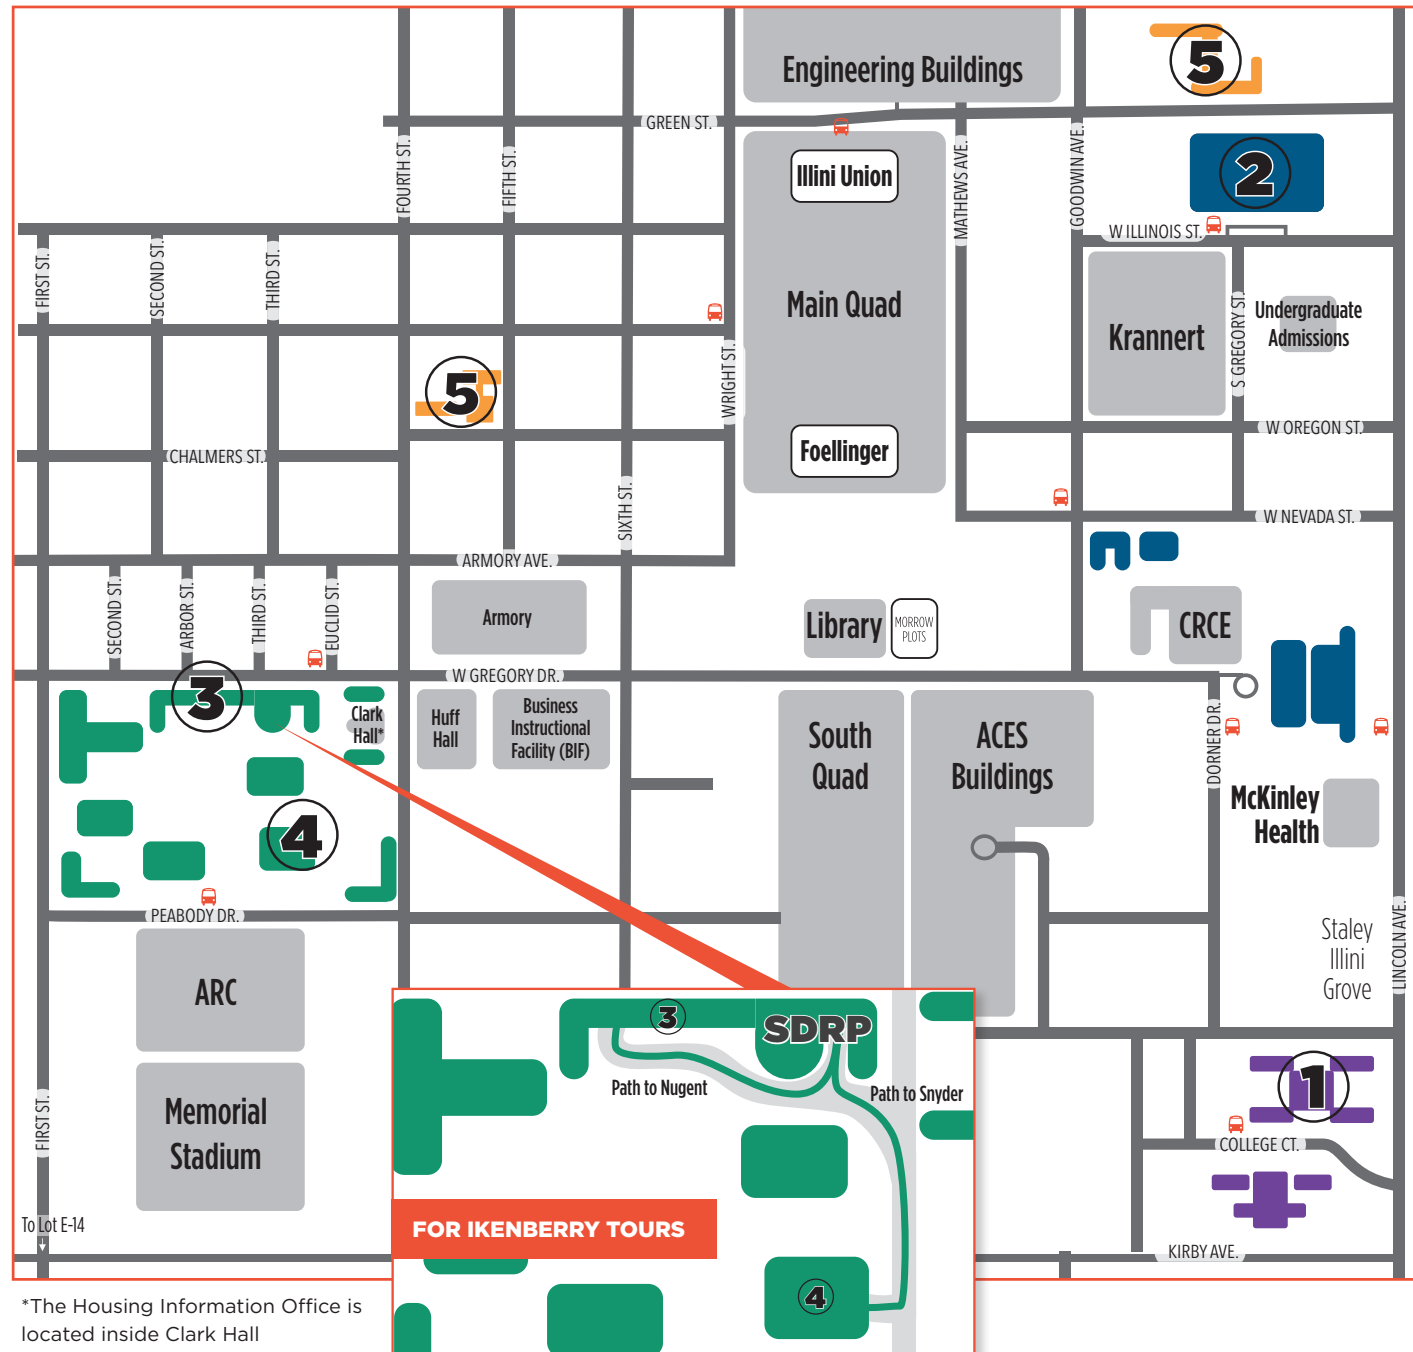 Engineering Buildings
5
GREEN ST.
Illini Union
2
FOURTH ST.
FIFTH ST.
MATHEWS AVE.
GOODWIN AVE.
W ILLINOIS ST.
FIRST ST.
SECOND ST.
THIRD ST.
Main Quad
Krannert
S GREGORY ST.
Undergraduate
Admissions
WRIGHT ST.
5
Foellinger
W OREGON ST.
CHALMERS ST.
SIXTH ST.
W NEVADA ST.
ARMORY AVE.
SECOND ST.
ARBOR ST.
THIRD ST.
EUCLID ST.
Armory
Library
MORROW
PLOTS
CRCE
W GREGORY DR.
3
Clark
Hall*
Huff
Hall
Business
Instructional
Facility (BIF)
South
Quad
ACES
Buildings
DORNER DR.
McKinley
Health
4
PEABODY DR.
ARC
Staley
Illini
Grove
LINCOLN AVE.
3
SDRP
Path to Nugent
Path to Snyder
1
COLLEGE CT.
Memorial
Stadium
FIRST ST.
To Lot E-14
FOR IKENBERRY TOURS
KIRBY AVE.
4
*The Housing Information Office is
located inside Clark Hall